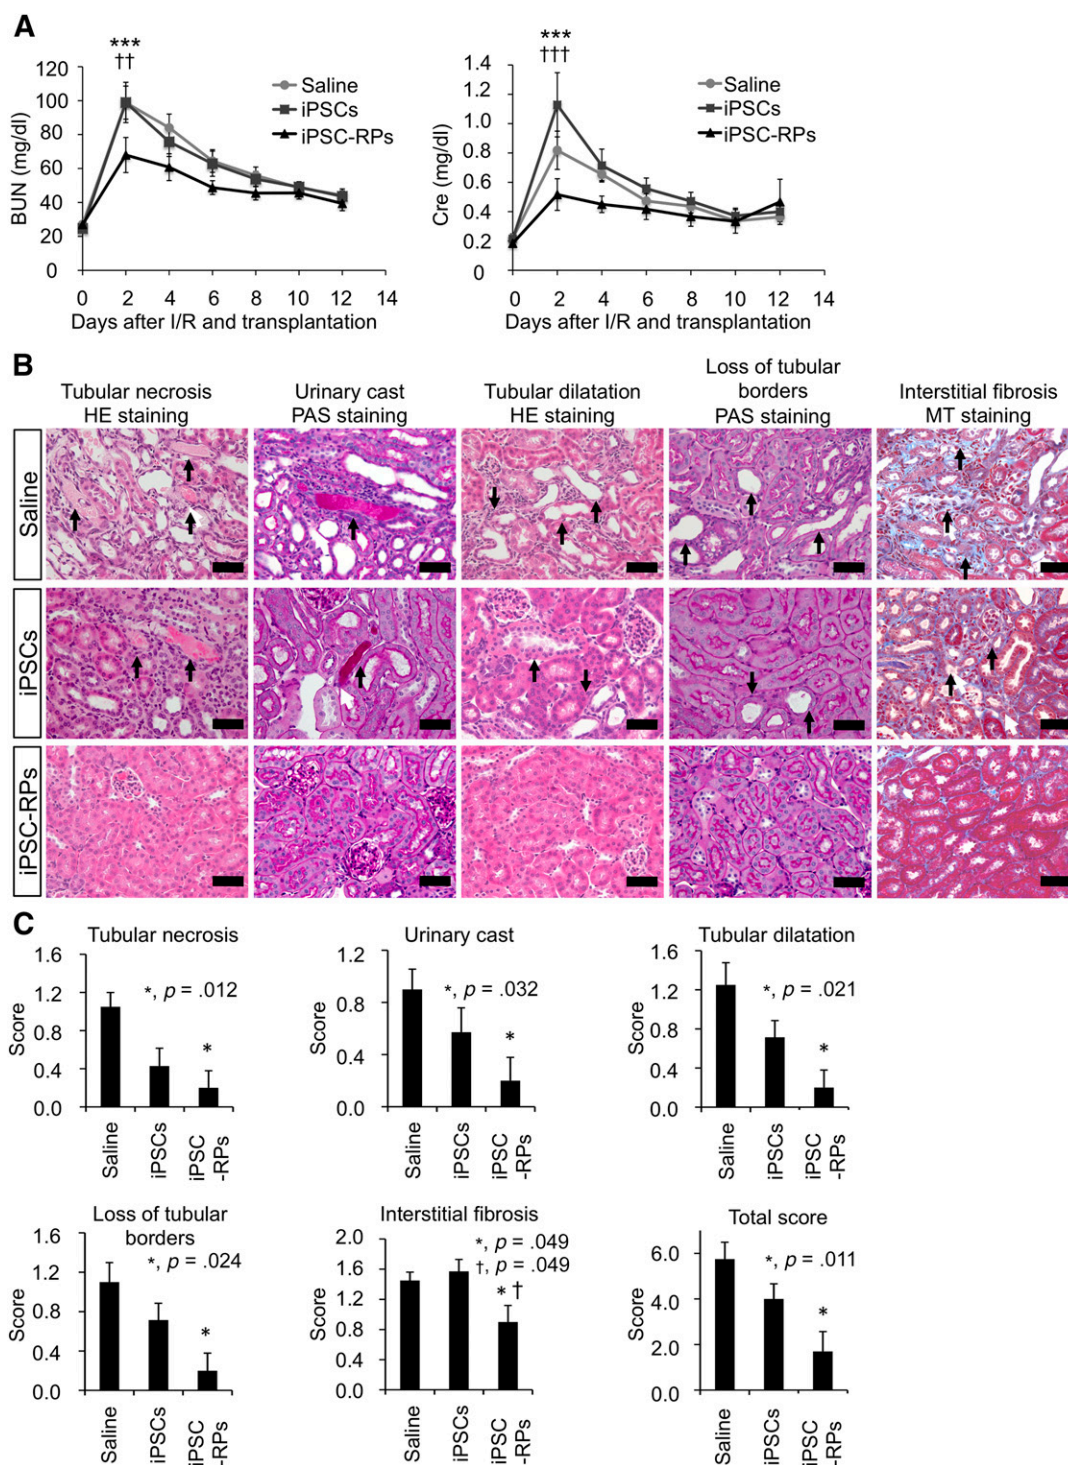 A
***
††
120
100
80
60
40
20
0
BUN (mg/dl)
Saline
iPSCs
iPSC-RPs
0 2 4 6 8 10 12 14
Days after I/R and transplantation
***
†††
1.4
1.2
1.0
0.8
0.6
0.4
0.2
0
Cre (mg/dl)
Saline
iPSCs
iPSC-RPs
0 2 4 6 8 10 12 14
Days after I/R and transplantation
B
Tubular necrosis
HE staining
Urinary cast
PAS staining
Tubular dilatation
HE staining
Loss of tubular
borders
PAS staining
Interstitial fibrosis
MT staining
Saline
iPSCs
iPSC-RPs
C
Tubular necrosis
1.6
1.2
0.8
0.4
0.0
Score
*, p = .012
*
Saline
iPSCs
iPSC
-RPs
Urinary cast
1.2
0.8
0.4
0.0
Score
*, p = .032
*
Saline
iPSCs
iPSC
-RPs
Tubular dilatation
1.6
1.2
0.8
0.4
0.0
Score
*, p = .021
*
Saline
iPSCs
iPSC
-RPs
Loss of tubular
borders
1.6
1.2
0.8
0.4
0.0
Score
*, p = .024
*
Saline
iPSCs
iPSC
-RPs
Interstitial fibrosis
2.0
1.6
1.2
0.8
0.4
0.0
Score
*, p = .049
†, p = .049
* †
Saline
iPSCs
iPSC
-RPs
Total score
6.0
4.0
2.0
0.0
Score
*, p = .011
*
Saline
iPSCs
iPSC
-RPs